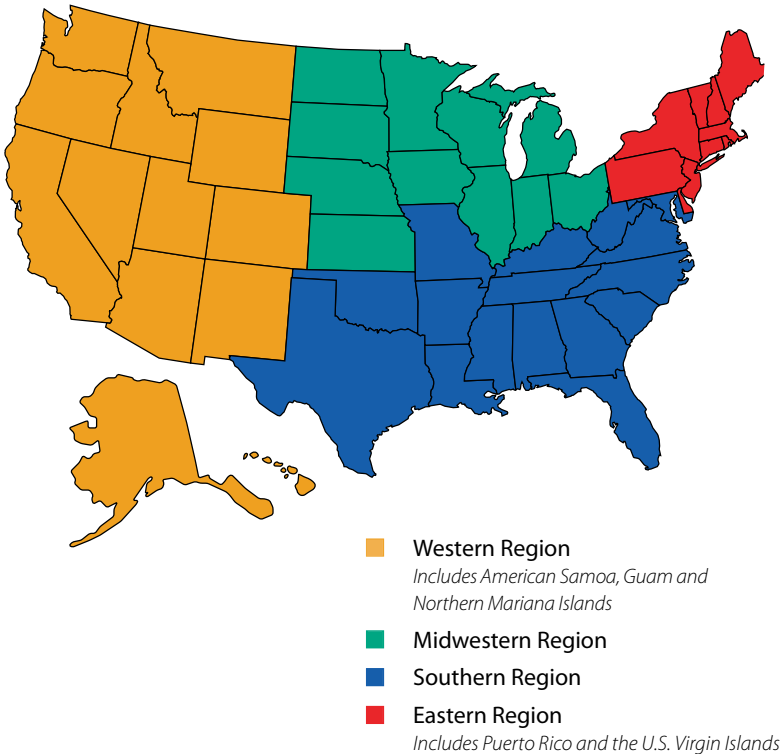 Western Region
Includes American Samoa, Guam and
Northern Mariana Islands
Midwestern Region
Southern Region
Eastern Region
Includes Puerto Rico and the U.S. Virgin Islands